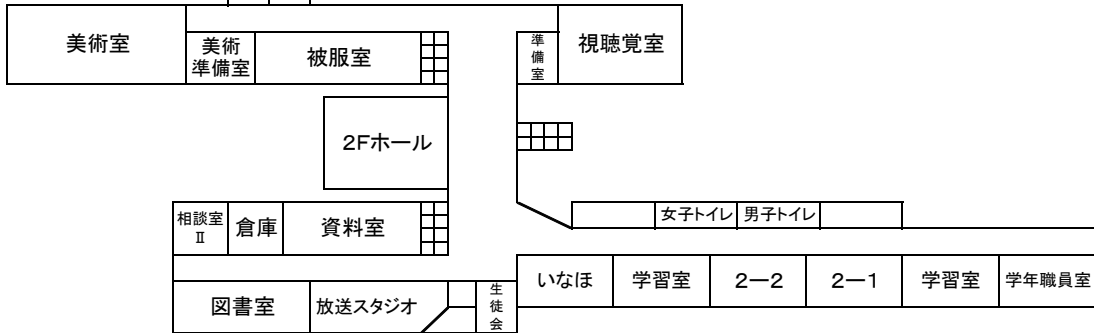 美術室
美術
準備室
被服室
準
備
室
視聴覚室
２Fホール
相談室
Ⅱ
倉庫
資料室
女子トイレ
男子トイレ
いなほ
学習室
２ー２
２ー１
学習室
学年職員室
図書室
放送スタジオ
生
徒
会